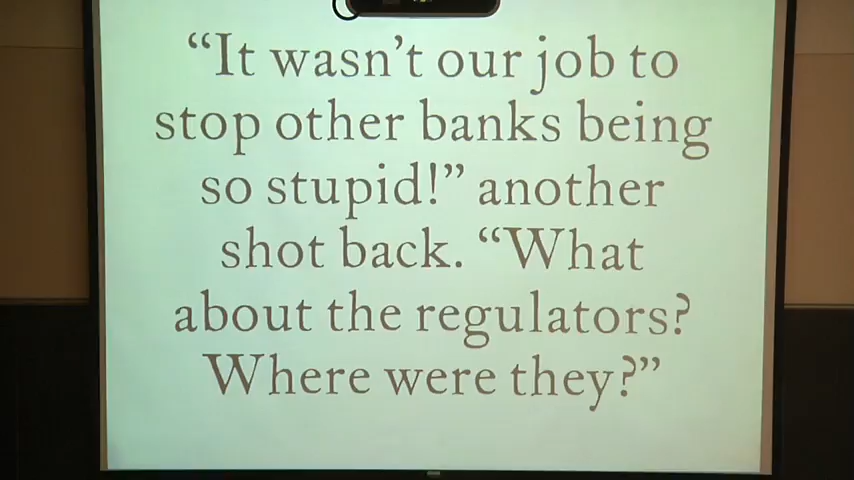 “It wasn’t our job to
stop other banks being
so stupid!” another
shot back. “What
about the regulators?
Where were they?”